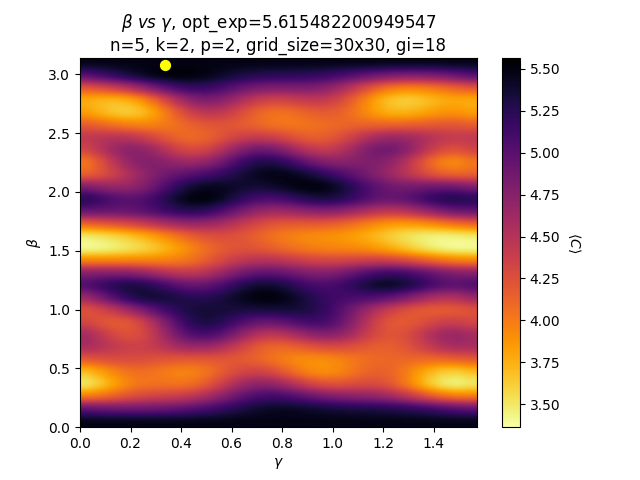 β vs γ, opt_exp=5.615482200949547
n=5, k=2, p=2, grid_size=30x30, gi=18
3.0
2.5
2.0
1.5
1.0
0.5
0.0
β
0.0 0.2 0.4 0.6 0.8 1.0 1.2 1.4
γ
5.50
5.25
5.00
4.75
4.50
4.25
4.00
3.75
3.50
⟨C⟩